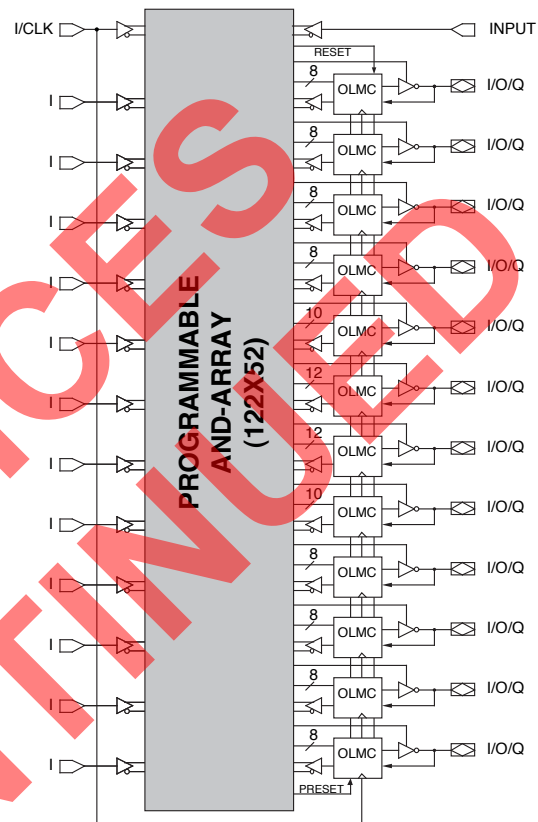 I/CLK INPUT
RESET
8
I OLMC I/O/Q
8
I OLMC I/O/Q
8
I OLMC I/O/Q
8
I OLMC I/O/Q
10
I OLMC I/O/Q
12
I OLMC I/O/Q
12
I OLMC I/O/Q
10
I OLMC I/O/Q
8
I OLMC I/O/Q
8
I OLMC I/O/Q
8
I OLMC I/O/Q
8
I OLMC I/O/Q
PRESET
PROGRAMMABLE
AND-ARRAY
(122X52)
ICES
TINUED